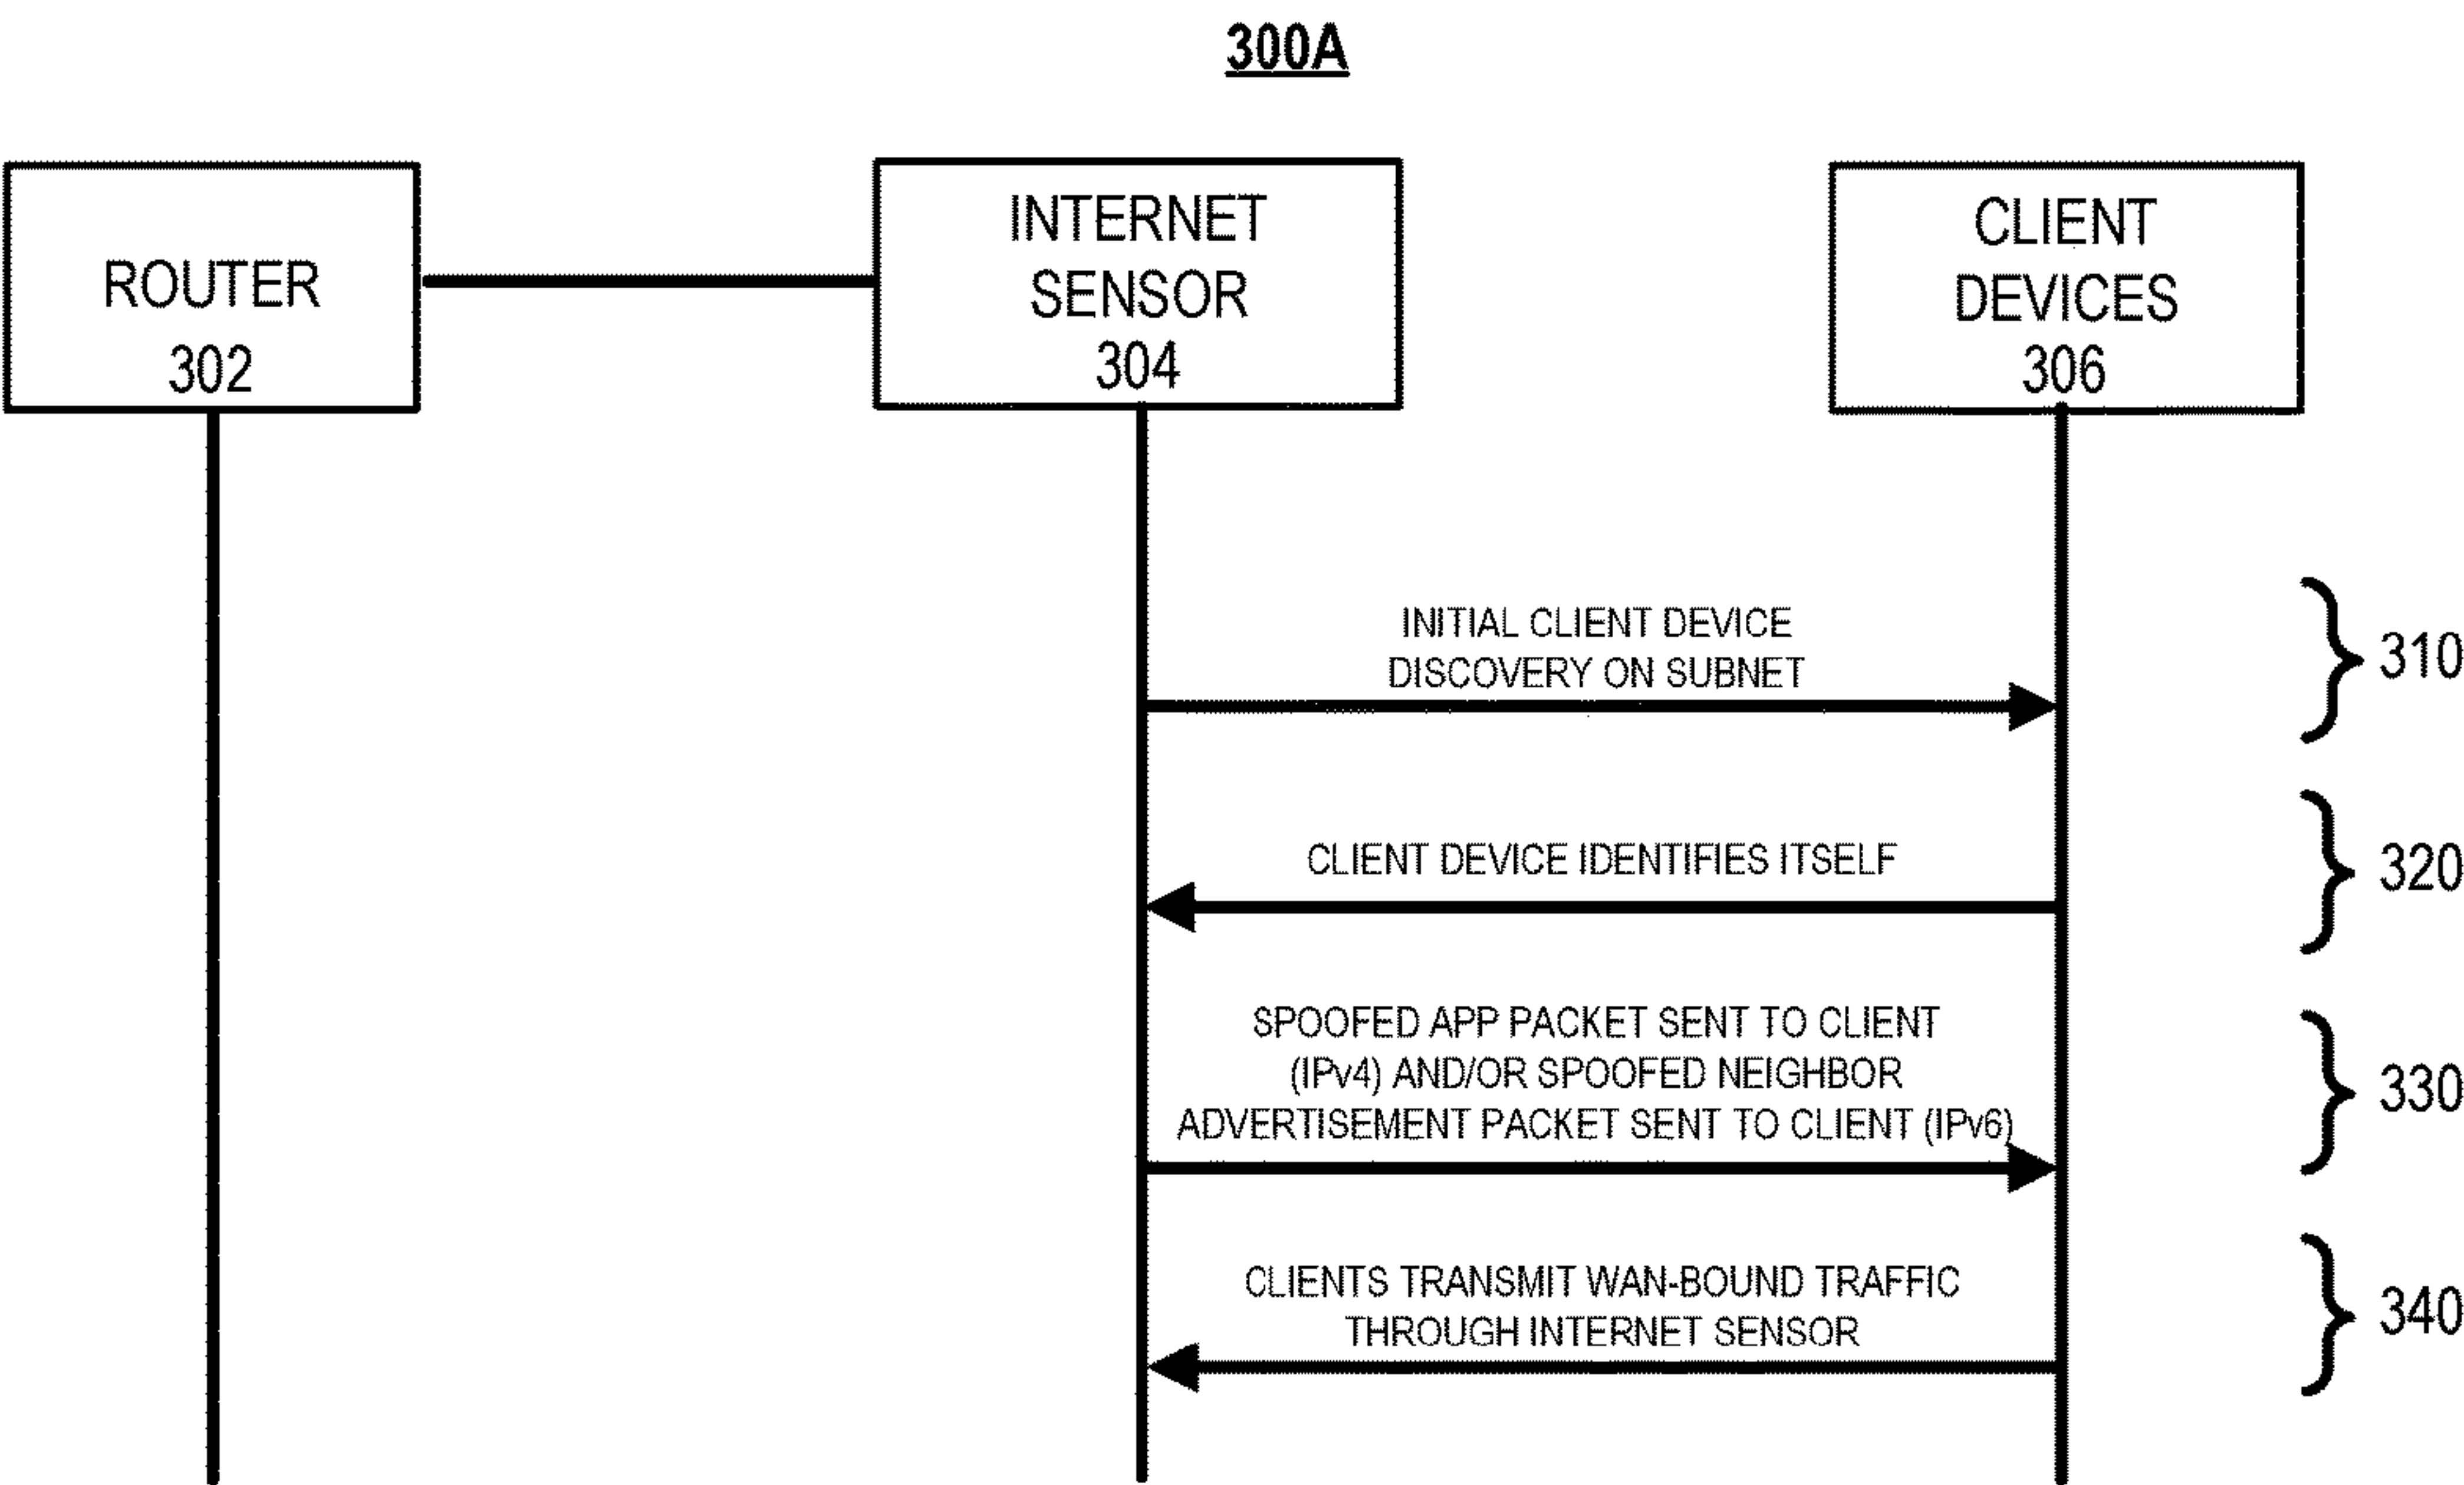 300A
ROUTER
302
INTERNET
SENSOR
304
CLIENT
DEVICES
306
INITIAL CLIENT DEVICE
DISCOVERY ON SUBNET
310
CLIENT DEVICE IDENTIFIES ITSELF
320
SPOOFED APP PACKET SENT TO CLIENT
(IPv4) AND/OR SPOOFED NEIGHBOR
ADVERTISEMENT PACKET SENT TO CLIENT (IPv6)
330
CLIENTS TRANSMIT WAN-BOUND TRAFFIC
THROUGH INTERNET SENSOR
340